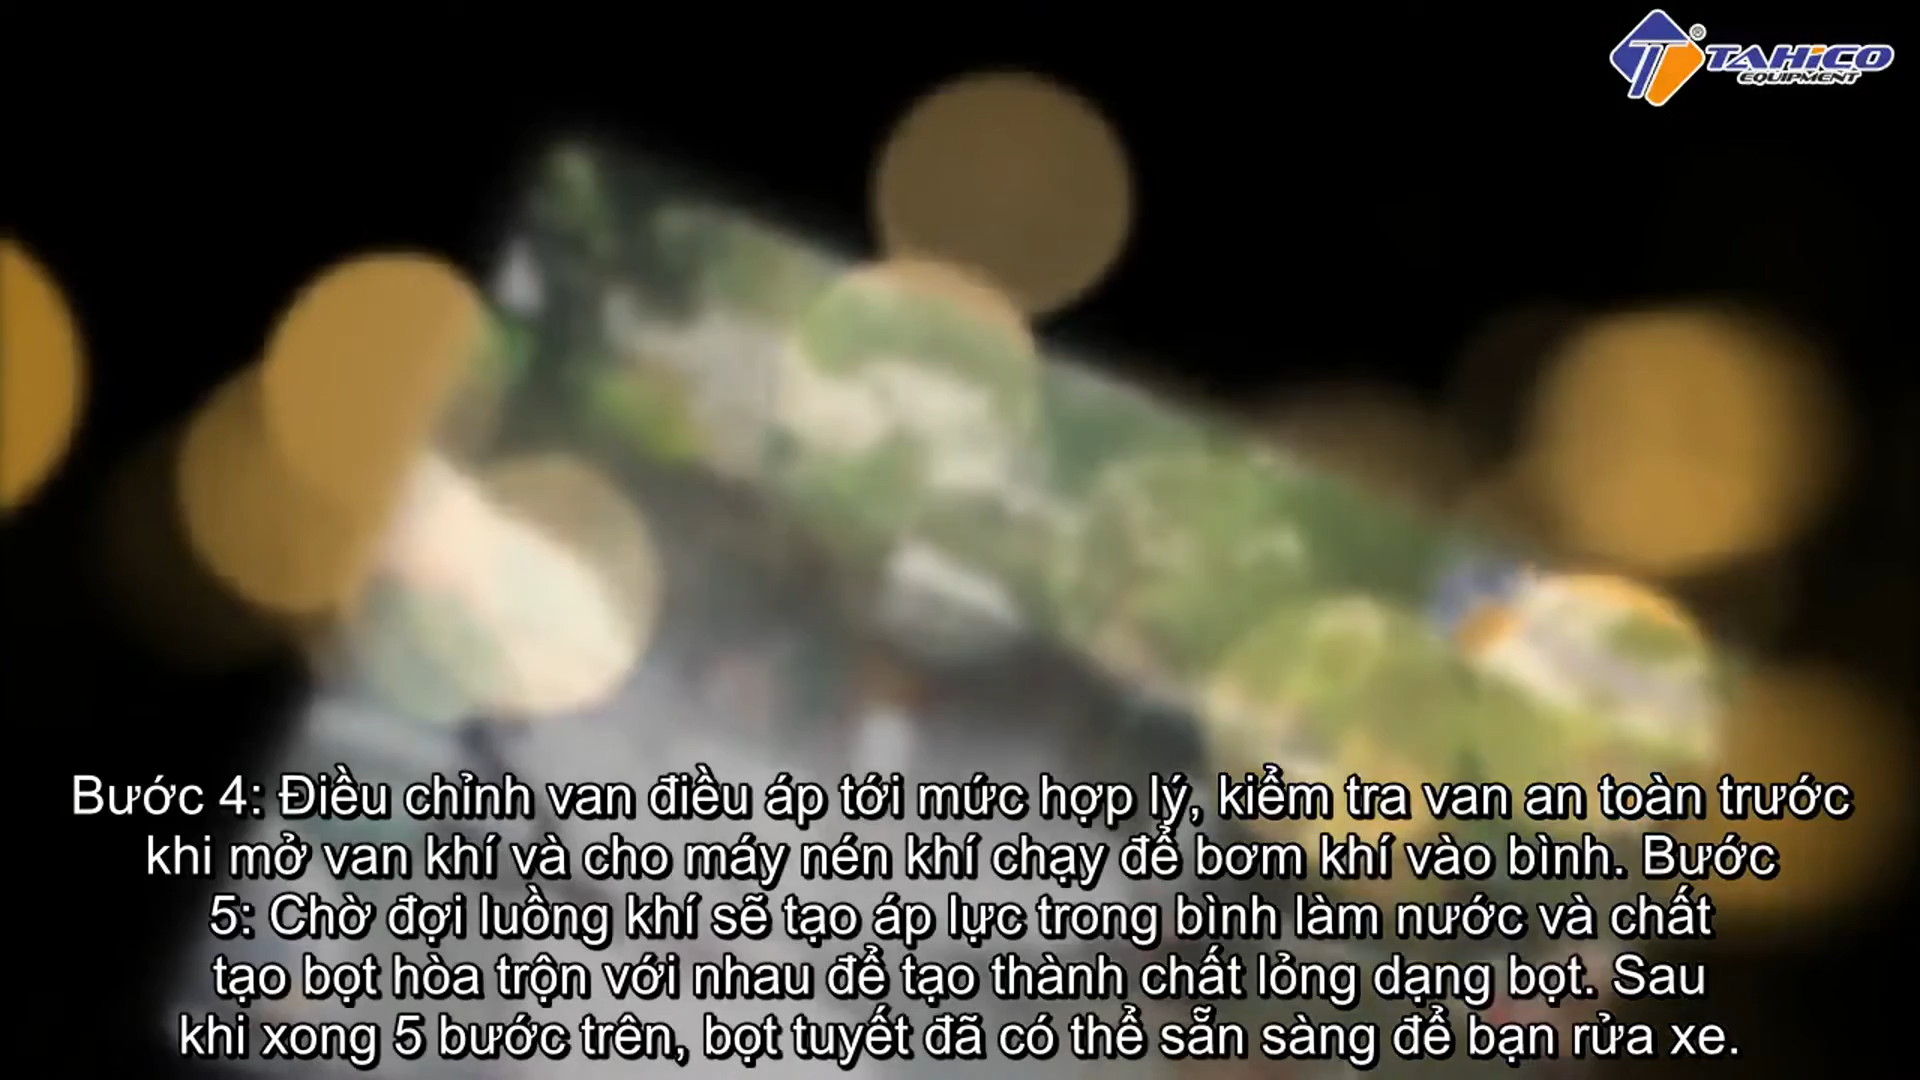 TAHICO
EQUIPMENT
Bước 4: Điều chỉnh van điều áp tới mức hợp lý, kiểm tra van an toàn trước
khi mở van khí và cho máy nén khí chạy để bơm khí vào bình. Bước
5: Chờ đợi luồng khí sẽ tạo áp lực trong bình làm nước và chất
tạo bọt hòa trộn với nhau để tạo thành chất lỏng dạng bọt. Sau
khi xong 5 bước trên, bọt tuyết đã có thể sẵn sàng để bạn rửa xe.